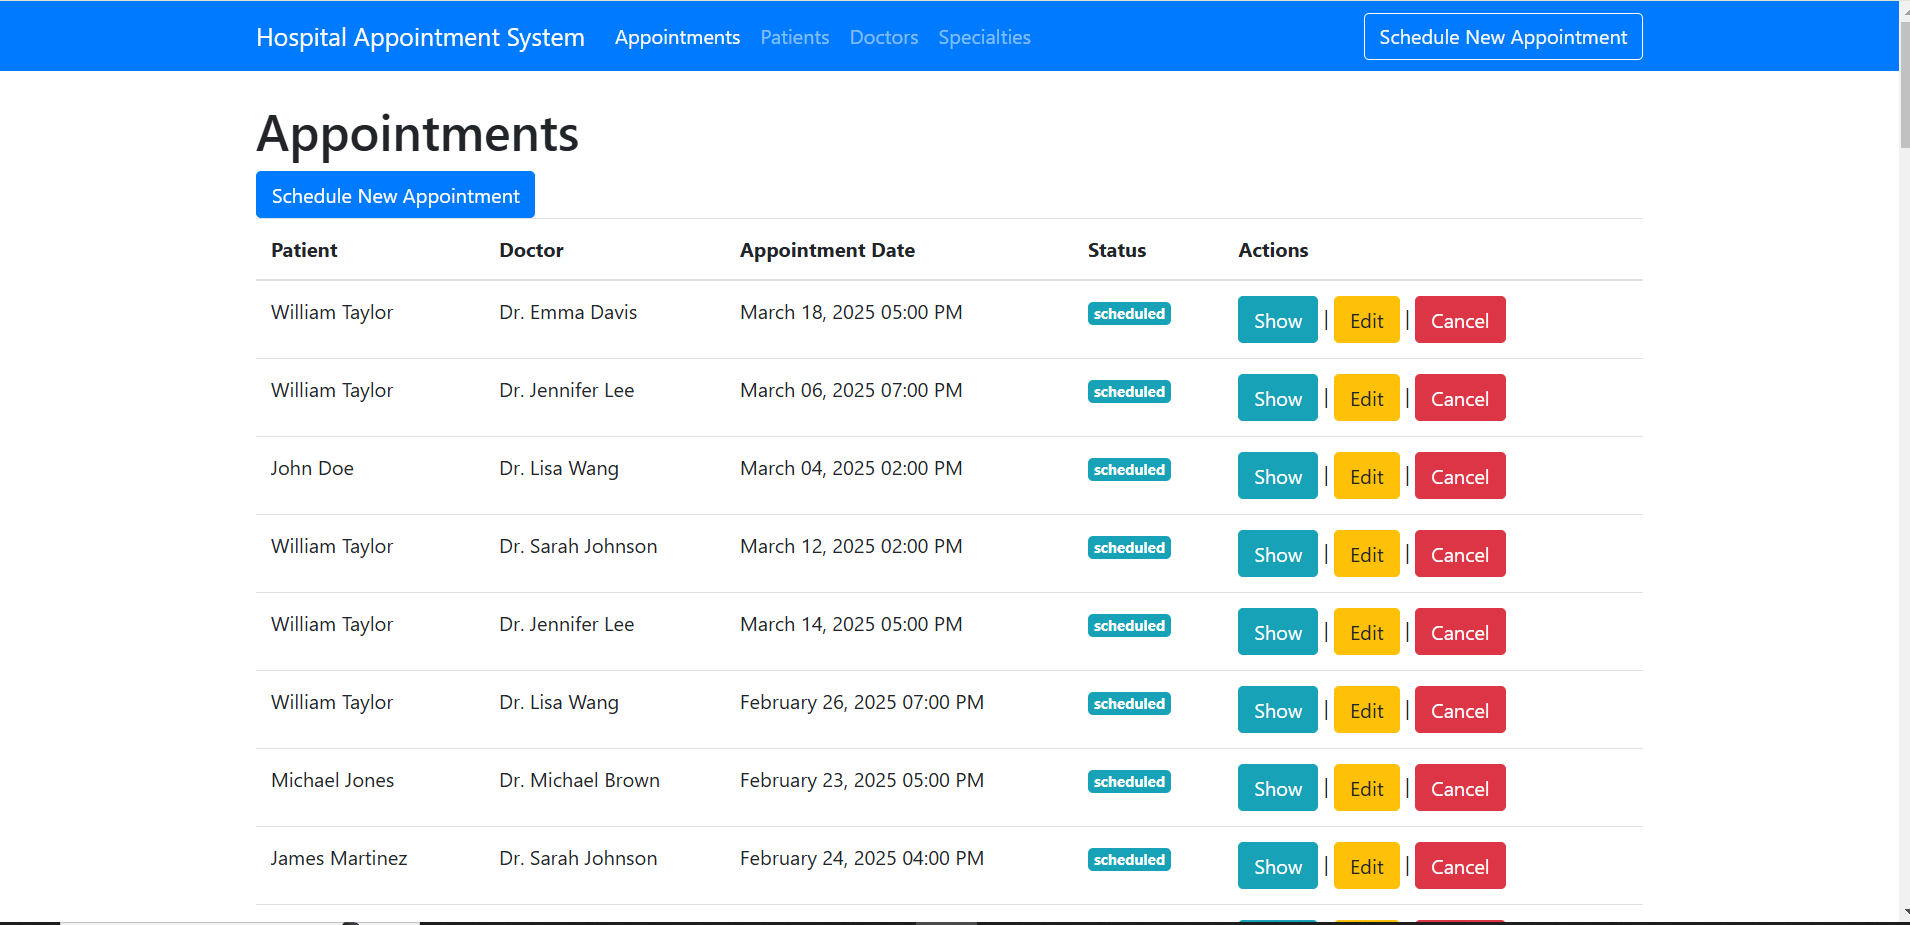 Hospital Appointment System Appointments Patients Doctors Specialties Schedule New Appointment
Appointments
Schedule New Appointment
Patient Doctor Appointment Date Status Actions
William Taylor Dr. Emma Davis March 18, 2025 05:00 PM scheduled Show | Edit | Cancel
William Taylor Dr. Jennifer Lee March 06, 2025 07:00 PM scheduled Show | Edit | Cancel
John Doe Dr. Lisa Wang March 04, 2025 02:00 PM scheduled Show | Edit | Cancel
William Taylor Dr. Sarah Johnson March 12, 2025 02:00 PM scheduled Show | Edit | Cancel
William Taylor Dr. Jennifer Lee March 14, 2025 05:00 PM scheduled Show | Edit | Cancel
William Taylor Dr. Lisa Wang February 26, 2025 07:00 PM scheduled Show | Edit | Cancel
Michael Jones Dr. Michael Brown February 23, 2025 05:00 PM scheduled Show | Edit | Cancel
James Martinez Dr. Sarah Johnson February 24, 2025 04:00 PM scheduled Show | Edit | Cancel